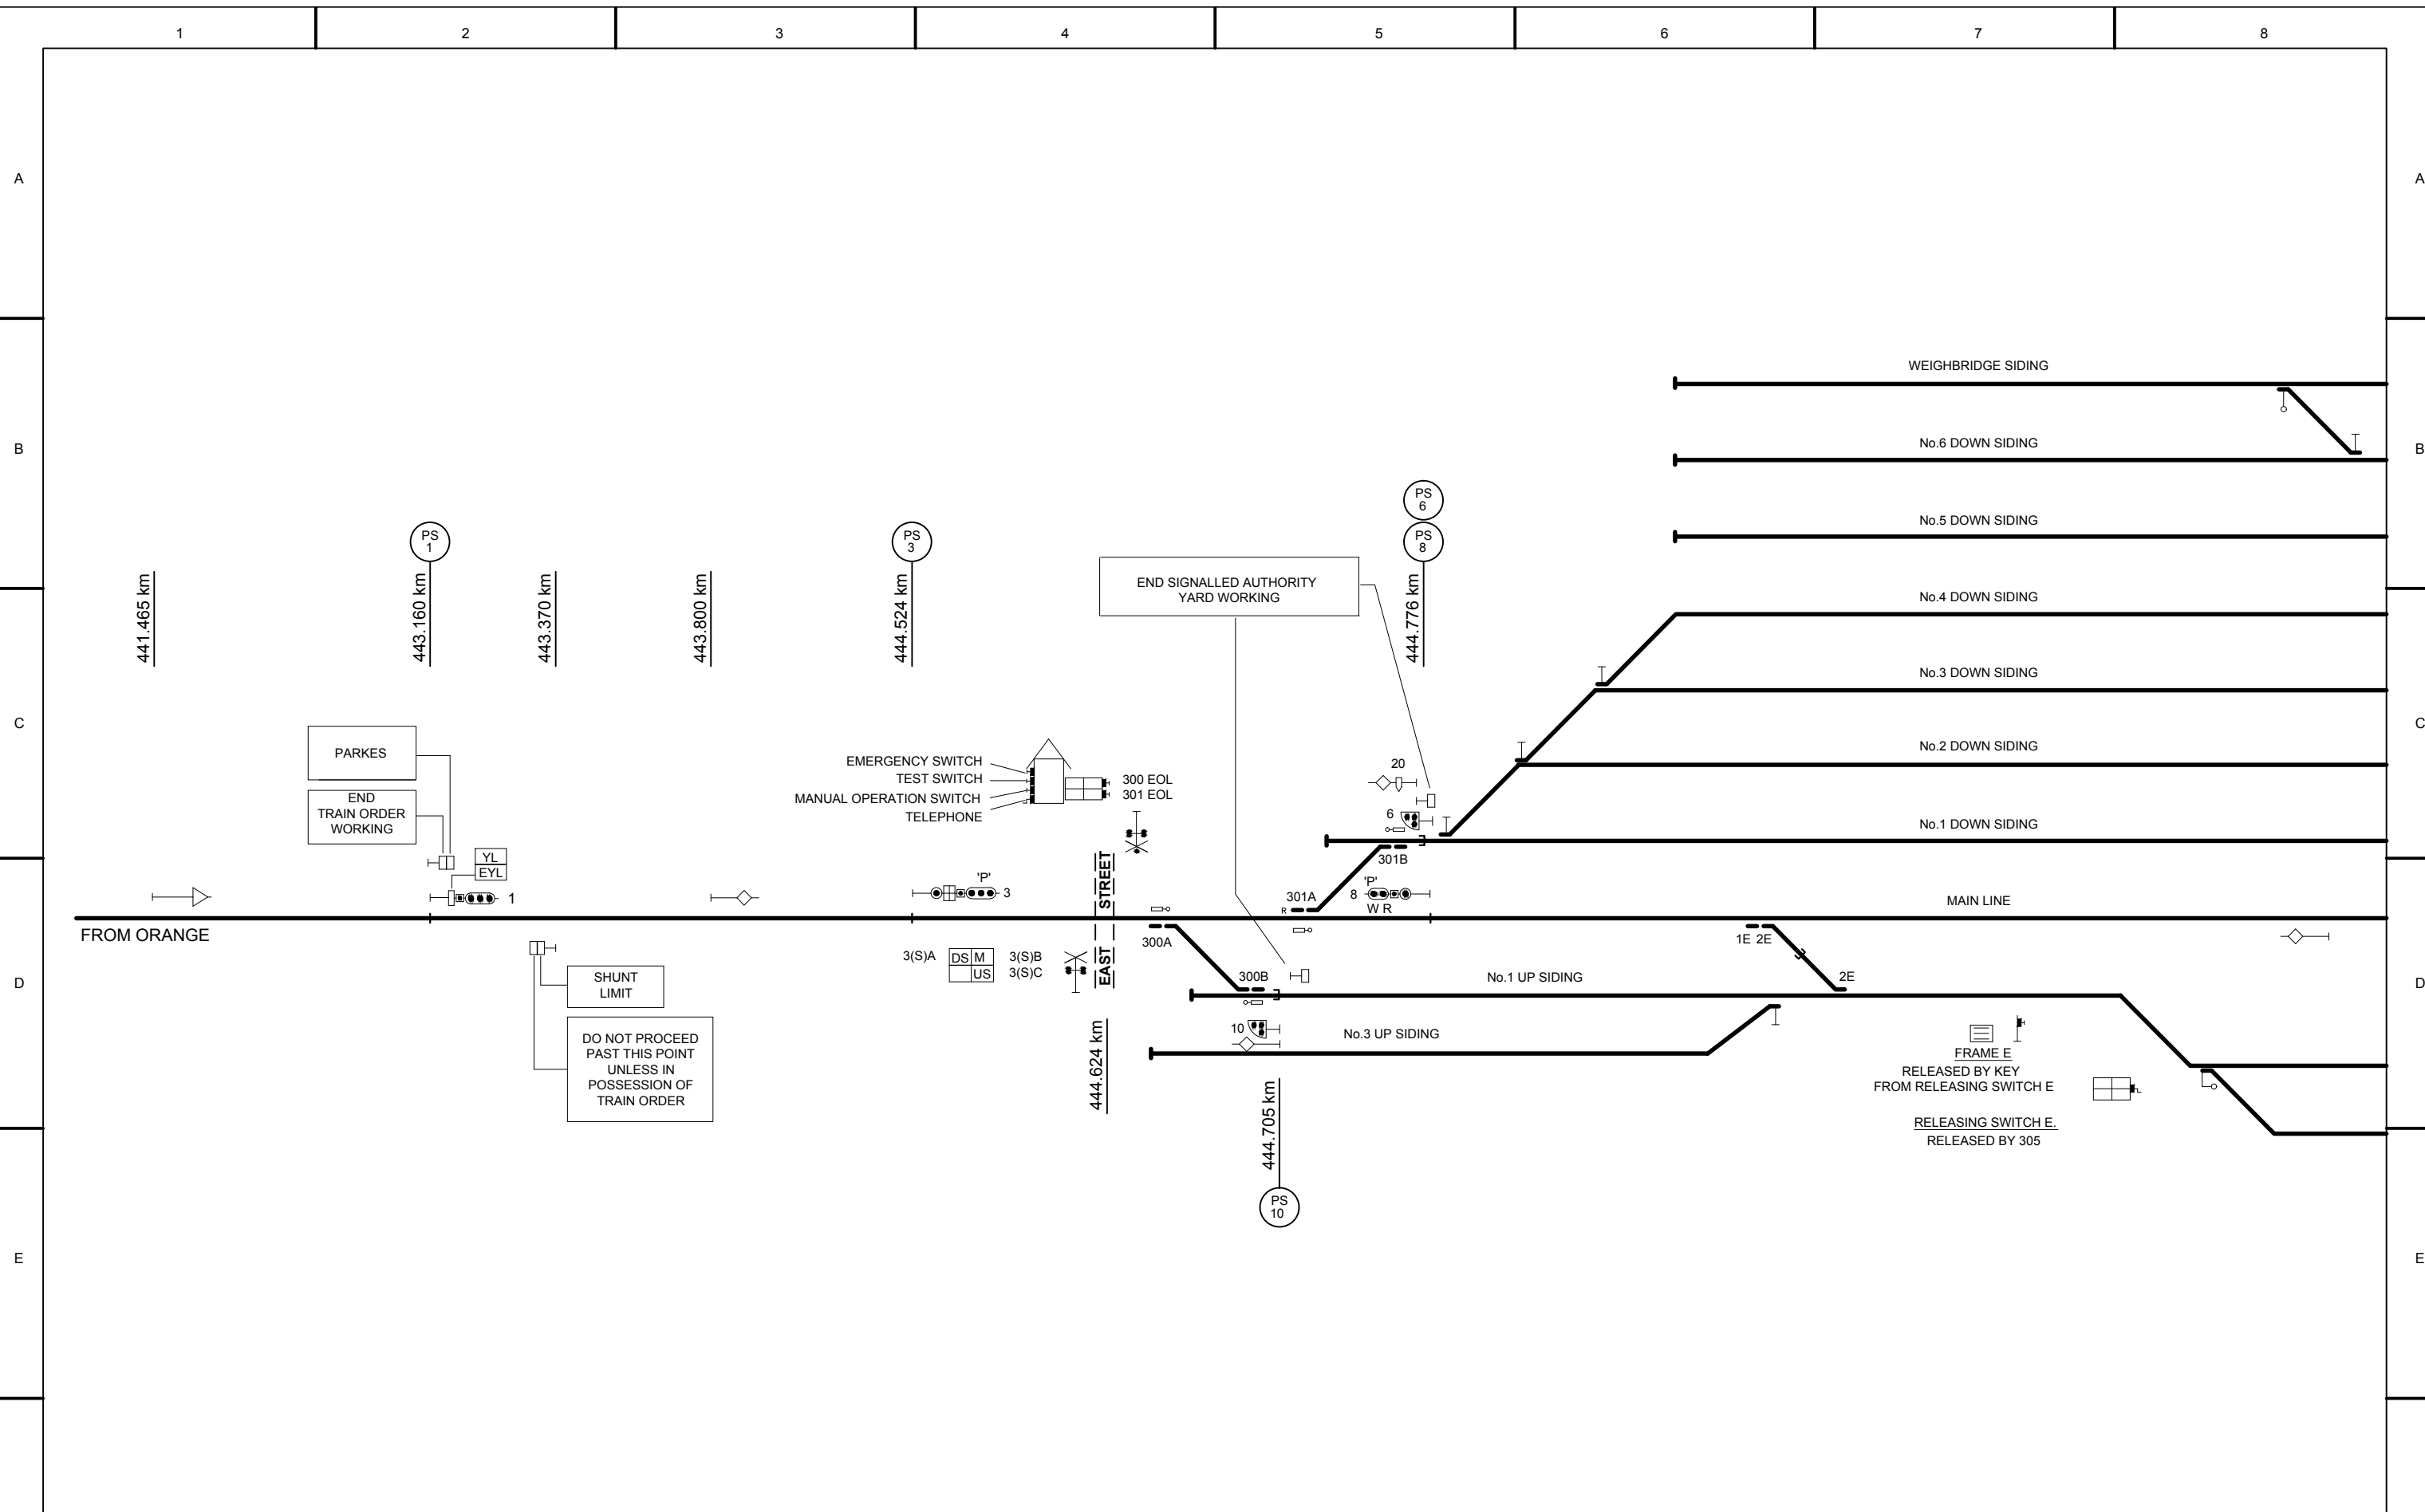 1 2 3 4 5 6 7 8
A A
WEIGHBRIDGE SIDING
B No.6 DOWN SIDING B
PS
6
No.5 DOWN SIDING
PS
1
PS
3
PS
8
441.465 km
443.160 km
443.370 km
443.800 km
444.524 km
END SIGNALLED AUTHORITY
YARD WORKING
444.776 km
No.4 DOWN SIDING
No.3 DOWN SIDING
C C
PARKES
No.2 DOWN SIDING
EMERGENCY SWITCH
TEST SWITCH
MANUAL OPERATION SWITCH
TELEPHONE
300 EOL
301 EOL
20
END
TRAIN ORDER
WORKING
6
No.1 DOWN SIDING
YL
EYL
301B
1
'P'
3
EAST STREET
301A
R
'P'
8
W R
MAIN LINE
FROM ORANGE
300A
1E 2E
3(S)A
DS M
US
3(S)B
3(S)C
300B
No.1 UP SIDING
2E
D D
SHUNT
LIMIT
DO NOT PROCEED
PAST THIS POINT
UNLESS IN
POSSESSION OF
TRAIN ORDER
444.624 km
10
No.3 UP SIDING
FRAME E
RELEASED BY KEY
FROM RELEASING SWITCH E
RELEASING SWITCH E.
RELEASED BY 305
444.705 km
PS
10
E E